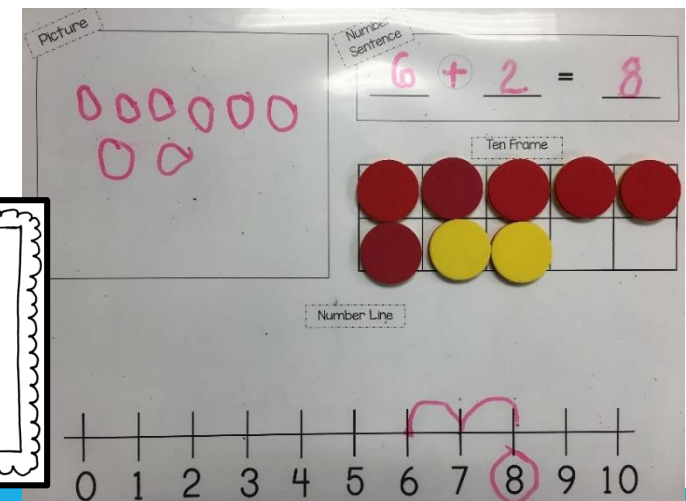 Picture
Number
Sentence
6 + 2 = 8
Ten Frame
Number Line
0 1 2 3 4 5 6 7 8 9 10